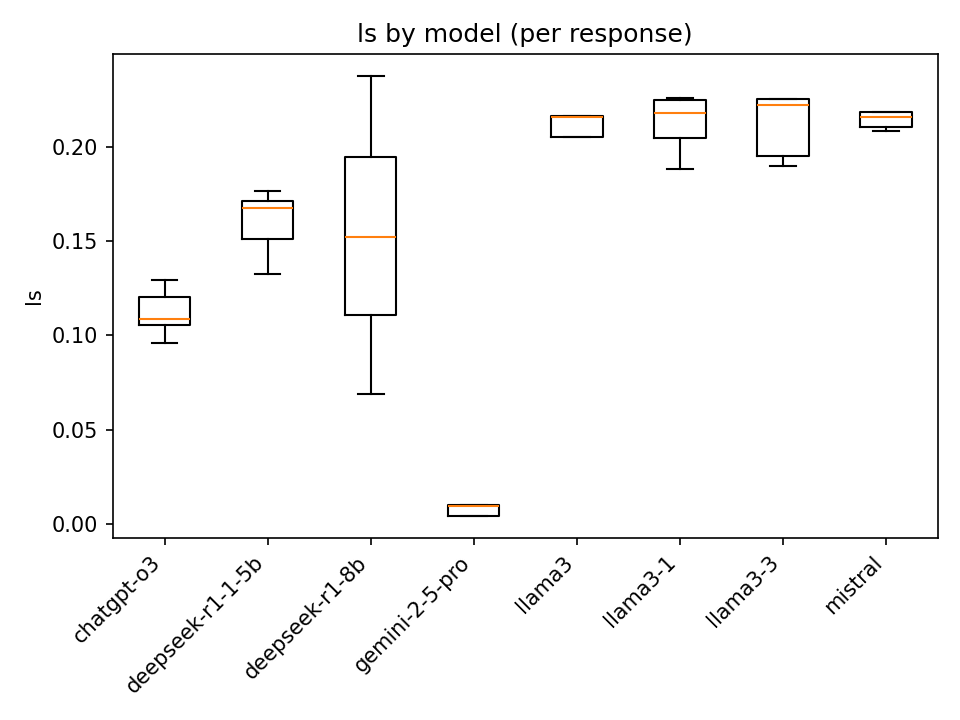 ls by model (per response)
ls
0.20
0.15
0.10
0.05
0.00
chatgpt-o3
deepseek-r1-1-5b
deepseek-r1-8b
gemini-2-5-pro
llama3
llama3-1
llama3-3
mistral